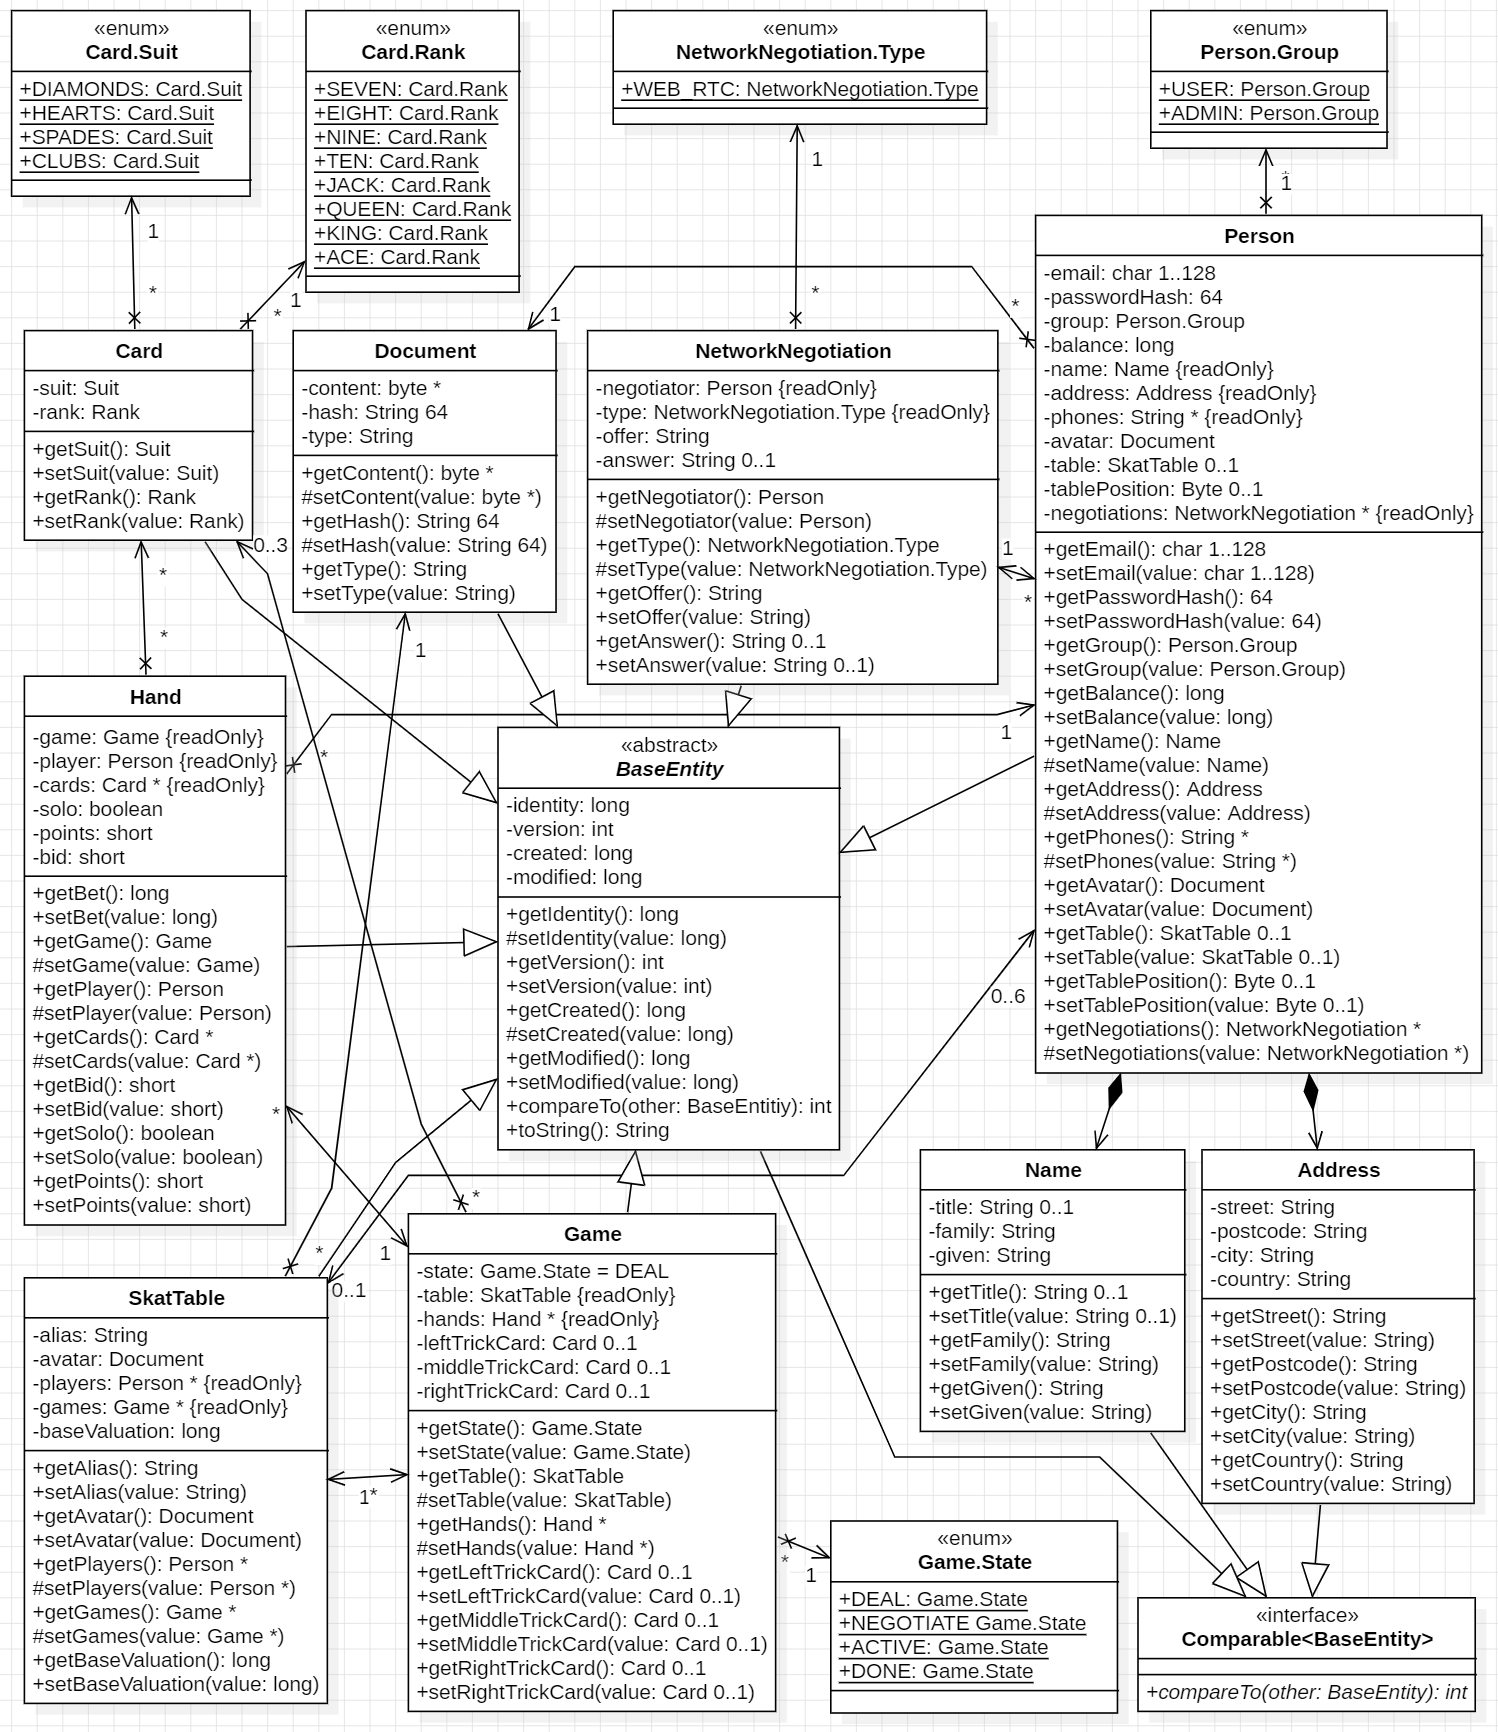 «enum»
Card.Suit
+DIAMONDS: Card.Suit
+HEARTS: Card.Suit
+SPADES: Card.Suit
+CLUBS: Card.Suit
«enum»
Card.Rank
+SEVEN: Card.Rank
+EIGHT: Card.Rank
+NINE: Card.Rank
+TEN: Card.Rank
+JACK: Card.Rank
+QUEEN: Card.Rank
+KING: Card.Rank
+ACE: Card.Rank
«enum»
NetworkNegotiation.Type
+WEB_RTC: NetworkNegotiation.Type
«enum»
Person.Group
+USER: Person.Group
+ADMIN: Person.Group
1
*
1
*
1
*
*
1
1
*
Card
-suit: Suit
-rank: Rank
+getSuit(): Suit
+setSuit(value: Suit)
+getRank(): Rank
+setRank(value: Rank)
Document
-content: byte *
-hash: String 64
-type: String
+getContent(): byte *
#setContent(value: byte *)
+getHash(): String 64
#setHash(value: String 64)
+getType(): String
+setType(value: String)
NetworkNegotiation
-negotiator: Person {readOnly}
-type: NetworkNegotiation.Type {readOnly}
-offer: String
-answer: String 0..1
+getNegotiator(): Person
#setNegotiator(value: Person)
+getType(): NetworkNegotiation.Type
#setType(value: NetworkNegotiation.Type)
+getOffer(): String
+setOffer(value: String)
+getAnswer(): String 0..1
+setAnswer(value: String 0..1)
Person
-email: char 1..128
-passwordHash: 64
-group: Person.Group
-balance: long
-name: Name {readOnly}
-address: Address {readOnly}
-phones: String * {readOnly}
-avatar: Document
-table: SkatTable 0..1
-tablePosition: Byte 0..1
-negotiations: NetworkNegotiation * {readOnly}
+getEmail(): char 1..128
+setEmail(value: char 1..128)
+getPasswordHash(): 64
+setPasswordHash(value: 64)
+getGroup(): Person.Group
+setGroup(value: Person.Group)
+getBalance(): long
+setBalance(value: long)
+getName(): Name
#setName(value: Name)
+getAddress(): Address
#setAddress(value: Address)
+getPhones(): String *
#setPhones(value: String *)
+getAvatar(): Document
+setAvatar(value: Document)
+getTable(): SkatTable 0..1
+setTable(value: SkatTable 0..1)
+getTablePosition(): Byte 0..1
+setTablePosition(value: Byte 0..1)
+getNegotiations(): NetworkNegotiation *
#setNegotiations(value: NetworkNegotiation *)
0..3
1
*
*
*
1
*
1
0..6
Hand
-game: Game {readOnly}
-player: Person {readOnly}
-cards: Card * {readOnly}
-solo: boolean
-points: short
-bid: short
+getBet(): long
+setBet(value: long)
+getGame(): Game
#setGame(value: Game)
+getPlayer(): Person
#setPlayer(value: Person)
+getCards(): Card *
#setCards(value: Card *)
+getBid(): short
+setBid(value: short)
+getSolo(): boolean
+setSolo(value: boolean)
+getPoints(): short
+setPoints(value: short)
«abstract»
BaseEntity
-identity: long
-version: int
-created: long
-modified: long
+getIdentity(): long
#setIdentity(value: long)
+getVersion(): int
+setVersion(value: int)
+getCreated(): long
#setCreated(value: long)
+getModified(): long
+setModified(value: long)
+compareTo(other: BaseEntitiy): int
+toString(): String
*
*
*
1
0..1
SkatTable
-alias: String
-avatar: Document
-players: Person * {readOnly}
-games: Game * {readOnly}
-baseValuation: long
+getAlias(): String
+setAlias(value: String)
+getAvatar(): Document
+setAvatar(value: Document)
+getPlayers(): Person *
#setPlayers(value: Person *)
+getGames(): Game *
#setGames(value: Game *)
+getBaseValuation(): long
+setBaseValuation(value: long)
1*
Game
-state: Game.State = DEAL
-table: SkatTable {readOnly}
-hands: Hand * {readOnly}
-leftTrickCard: Card 0..1
-middleTrickCard: Card 0..1
-rightTrickCard: Card 0..1
+getState(): Game.State
+setState(value: Game.State)
+getTable(): SkatTable
#setTable(value: SkatTable)
+getHands(): Hand *
#setHands(value: Hand *)
+getLeftTrickCard(): Card 0..1
+setLeftTrickCard(value: Card 0..1)
+getMiddleTrickCard(): Card 0..1
+setMiddleTrickCard(value: Card 0..1)
+getRightTrickCard(): Card 0..1
+setRightTrickCard(value: Card 0..1)
*
1
Name
-title: String 0..1
-family: String
-given: String
+getTitle(): String 0..1
+setTitle(value: String 0..1)
+getFamily(): String
+setFamily(value: String)
+getGiven(): String
+setGiven(value: String)
Address
-street: String
-postcode: String
-city: String
-country: String
+getStreet(): String
+setStreet(value: String)
+getPostcode(): String
+setPostcode(value: String)
+getCity(): String
+setCity(value: String)
+getCountry(): String
+setCountry(value: String)
«enum»
Game.State
+DEAL: Game.State
+NEGOTIATE Game.State
+ACTIVE: Game.State
+DONE: Game.State
«interface»
Comparable<BaseEntity>
+compareTo(other: BaseEntity): int